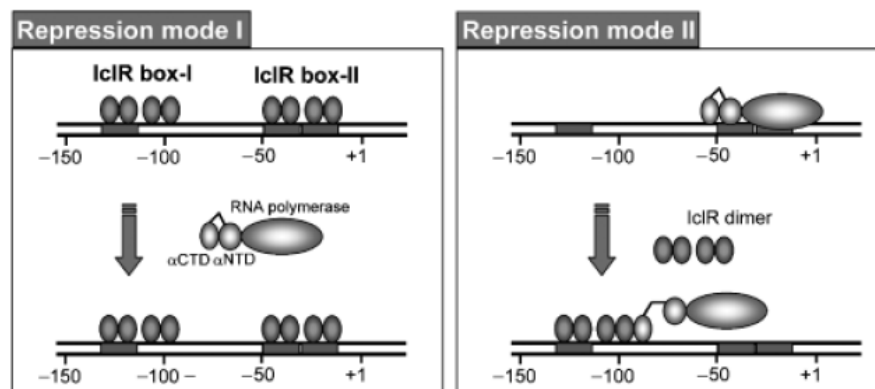 Repression mode I
IclR box-I IclR box-II
−150 −100 −50 +1
RNA polymerase
αCTD αNTD
−150 −100 − −50 +1
Repression mode II
−150 −100 −50 +1
IclR dimer
−150 −100 −50 +1